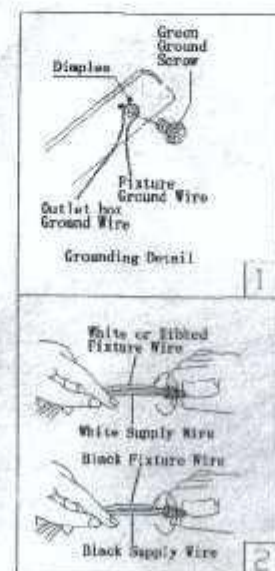 Green
Ground
Screw
Dimples
Fixture
Ground Wire
Outlet box
Ground Wire
Grounding Detail
1
White or Ribbed
Fixture Wire
White Supply Wire
Black Fixture Wire
Black Supply Wire
2